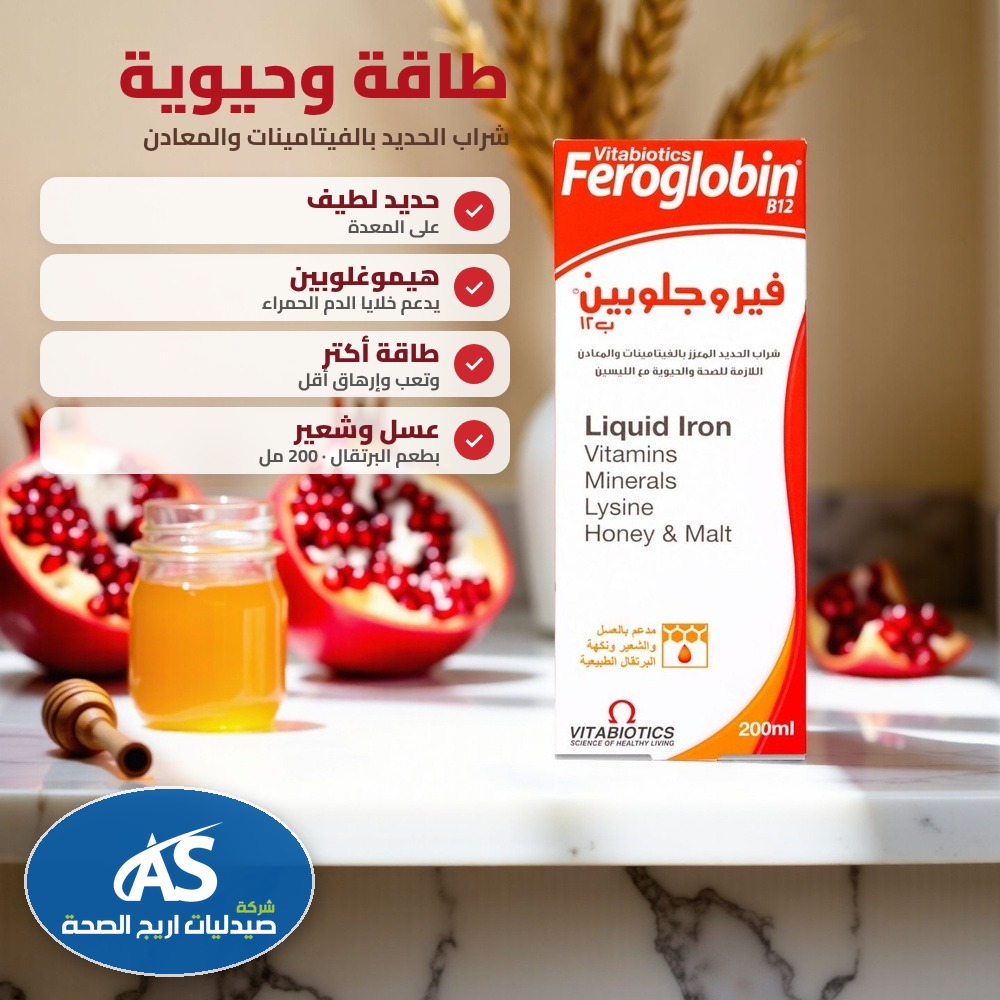 طاقة وحيوية
شراب الحديد بالفيتامينات والمعادن
حديد لطيف
على المعدة
هيموغلوبين
يدعم خلايا الدم الحمراء
طاقة أكتر
وتعب وإرهاق أقل
عسل وشعير
بطعم البرتقال · 200 مل
Vitabiotics
Feroglobin®
B12
فيروجلوبين
ب١٢
شراب الحديد المعزز بالفيتامينات والمعادن
اللازمة للصحة والحيوية مع الليسين
Liquid Iron
Vitamins
Minerals
Lysine
Honey & Malt
مدعم بالعسل
والشعير ونكهة
البرتقال الطبيعية
VITABIOTICS
SCIENCE OF HEALTHY LIVING
200ml
AS
شركة
صيدليات اريج الصحة